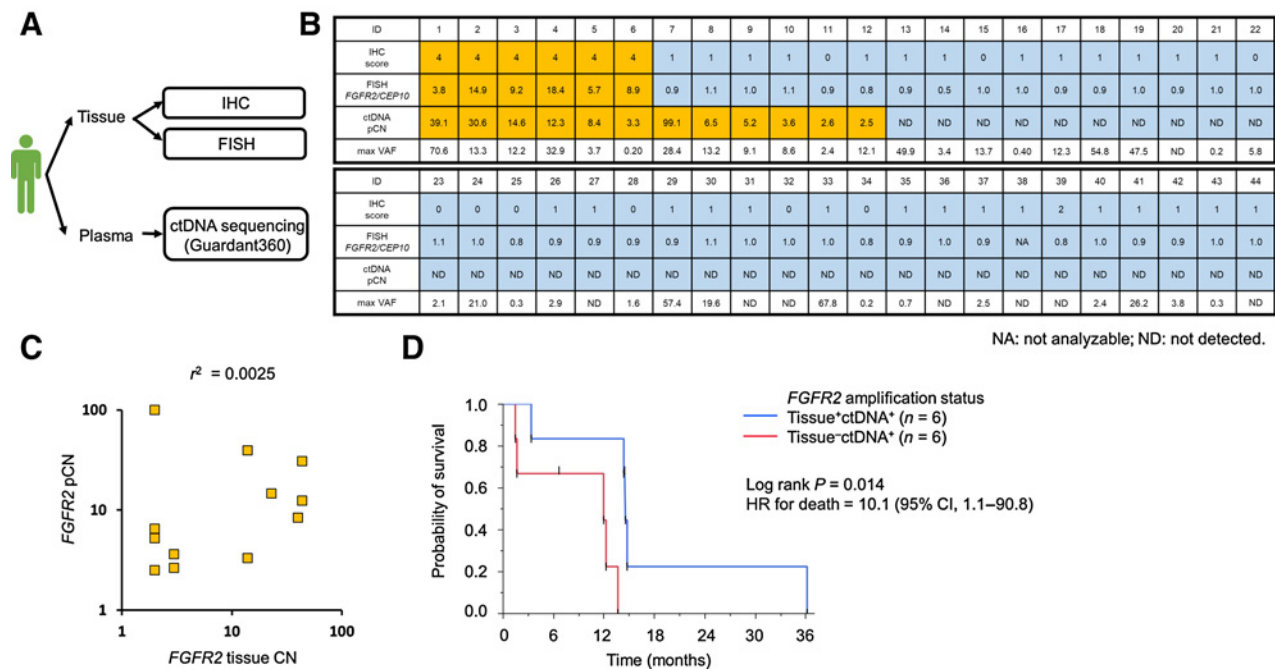 A
Tissue
IHC
FISH
Plasma
ctDNA sequencing
(Guardant360)
B
ID 1 2 3 4 5 6 7 8 9 10 11 12 13 14 15 16 17 18 19 20 21 22
IHC score 4 4 4 4 4 4 1 1 1 1 0 1 1 1 0 1 1 1 1 1 1 0
FISH FGFR2/CEP10 3.8 14.9 9.2 18.4 5.7 8.9 0.9 1.1 1.0 1.1 0.9 0.8 0.9 0.5 1.0 1.0 0.9 0.9 1.0 0.9 1.0 1.0
ctDNA pCN 39.1 30.6 14.6 12.3 8.4 3.3 99.1 6.5 5.2 3.6 2.6 2.5 ND ND ND ND ND ND ND ND ND ND
max VAF 70.6 13.3 12.2 32.9 3.7 0.20 28.4 13.2 9.1 8.6 2.4 12.1 49.9 3.4 13.7 0.40 12.3 54.8 47.5 ND 0.2 5.8
ID 23 24 25 26 27 28 29 30 31 32 33 34 35 36 37 38 39 40 41 42 43 44
IHC score 0 0 0 1 1 0 1 1 1 0 1 0 1 1 1 1 2 1 1 1 1 1
FISH FGFR2/CEP10 1.1 1.0 0.8 0.9 0.9 0.9 0.9 1.1 1.0 1.0 1.0 0.8 0.9 1.0 0.9 NA 0.8 1.0 0.9 0.9 1.0 1.0
ctDNA pCN ND ND ND ND ND ND ND ND ND ND ND ND ND ND ND ND ND ND ND ND ND ND
max VAF 2.1 21.0 0.3 2.9 ND 1.6 57.4 19.6 ND ND 67.8 0.2 0.7 ND 2.5 ND ND 2.4 26.2 3.8 0.3 ND
NA: not analyzable; ND: not detected.
C
r² = 0.0025
FGFR2 pCN
100
10
1
1 10 100
FGFR2 tissue CN
D
Probability of survival
1.0
0.8
0.6
0.4
0.2
0.0
0 6 12 18 24 30 36
Time (months)
FGFR2 amplification status
Tissue⁺ctDNA⁺ (n = 6)
Tissue⁻ctDNA⁺ (n = 6)
Log rank P = 0.014
HR for death = 10.1 (95% CI, 1.1–90.8)